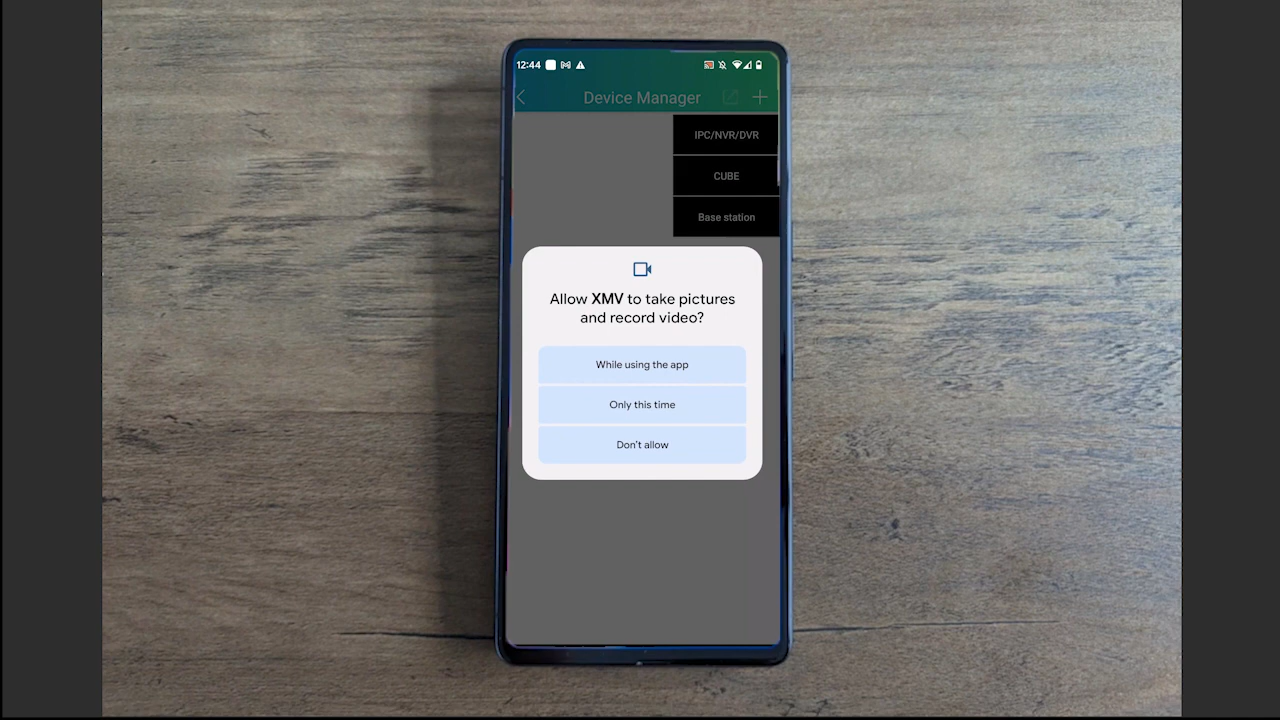 12:44
Device Manager
IPC/NVR/DVR
CUBE
Base station
Allow XMV to take pictures
and record video?
While using the app
Only this time
Don't allow